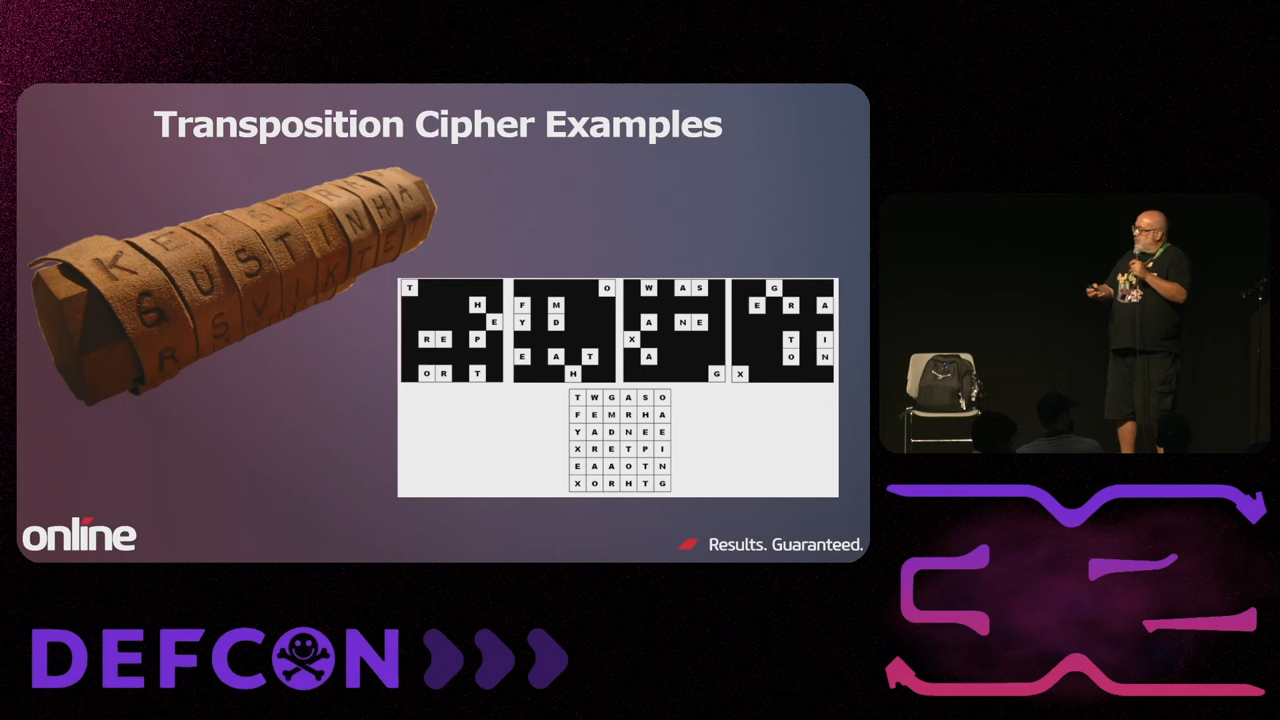 Transposition Cipher Examples
K E
G U S T I N H A
R S V I K T E
T
H
E
R E P
O R T
O
F M
Y D
E A T
H
W A S
A N E
X
A
G
G
E R A
T I
O N
X
T W G A S O
F E M R H A
Y A D N E E
X R E T P I
E A A O T N
X O R H T G
online
Results. Guaranteed.
DEFCON